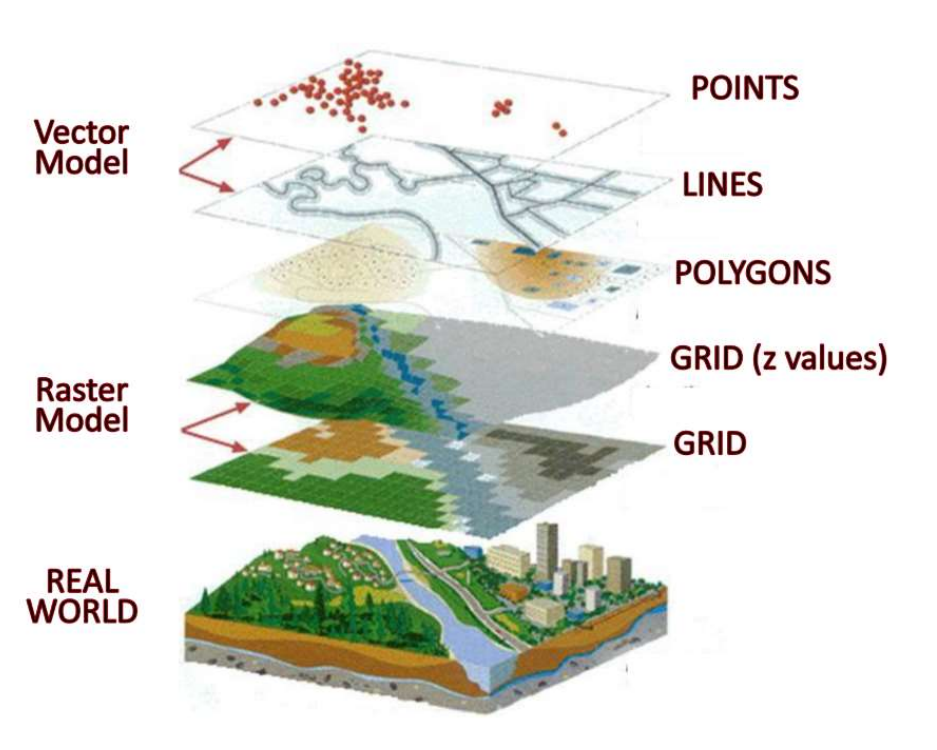 POINTS
Vector
Model
LINES
POLYGONS
GRID (z values)
Raster
Model
GRID
REAL
WORLD